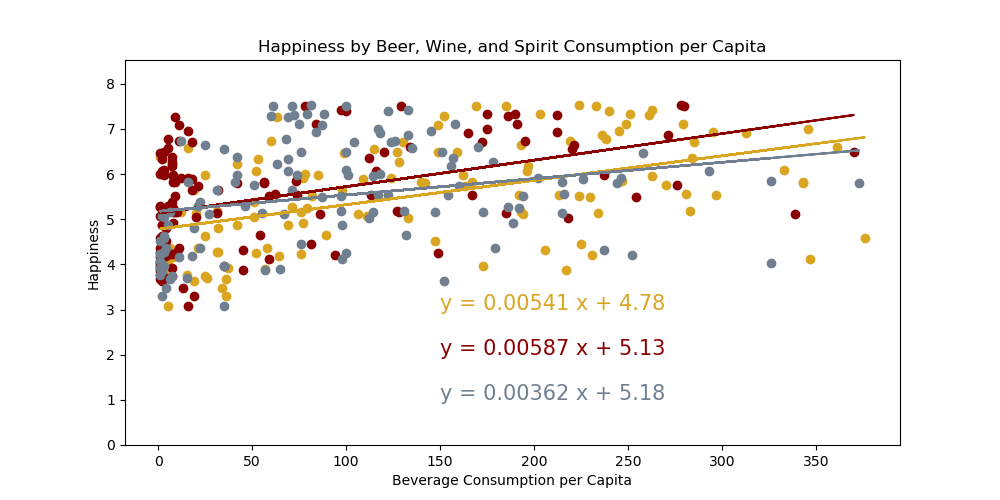 Happiness by Beer, Wine, and Spirit Consumption per Capita
8
7
6
5
4
3
2
1
0
Happiness
y = 0.00541 x + 4.78
y = 0.00587 x + 5.13
y = 0.00362 x + 5.18
0 50 100 150 200 250 300 350
Beverage Consumption per Capita